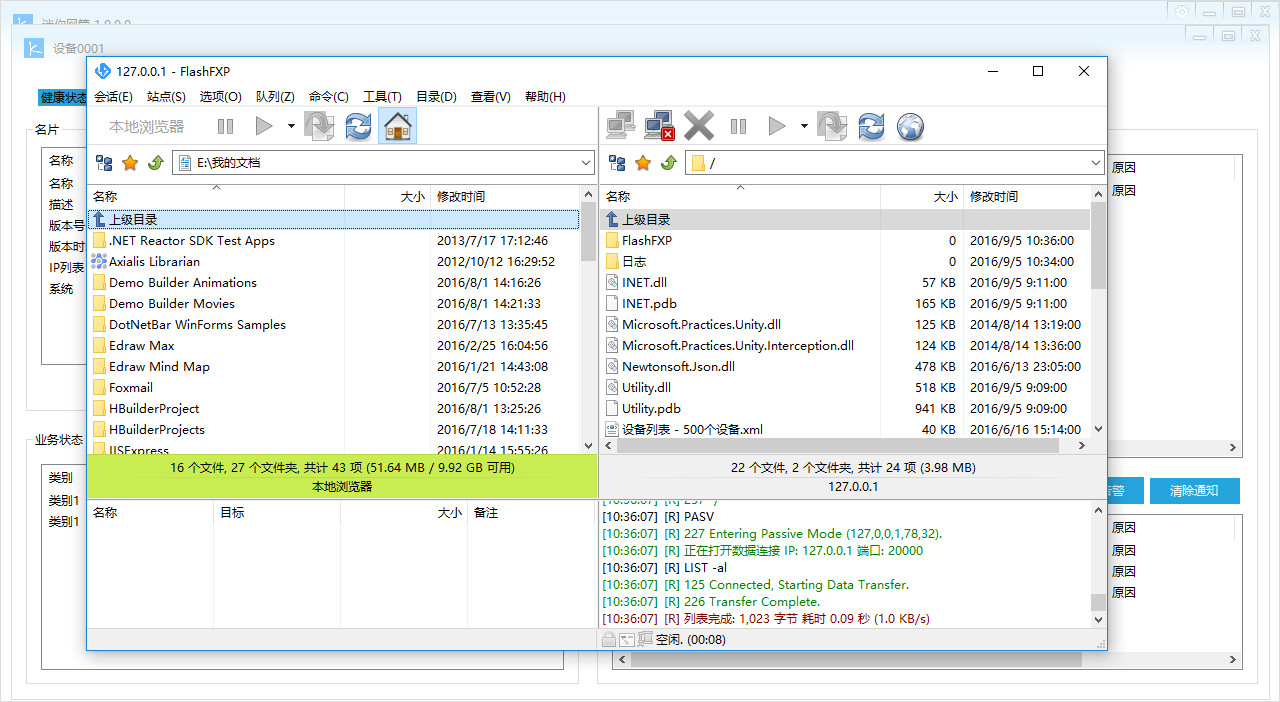 迷你网管 1.0.0.0
设备0001
127.0.0.1 - FlashFXP
健康状态
会话(E) 站点(S) 选项(O) 队列(Z) 命令(C) 工具(T) 目录(D) 查看(V) 帮助(H)
本地浏览器
名片
E:\我的文档
/
名称
名称
描述
版本号
版本时
IP列表
系统
名称 大小 修改时间
上级目录
.NET Reactor SDK Test Apps 2013/7/17 17:12:46
Axialis Librarian 2012/10/12 16:29:52
Demo Builder Animations 2016/8/1 14:16:26
Demo Builder Movies 2016/8/1 14:21:33
DotNetBar WinForms Samples 2016/7/13 13:35:45
Edraw Max 2016/2/25 16:04:56
Edraw Mind Map 2016/1/21 14:43:08
Foxmail 2016/7/5 10:52:28
HBuilderProject 2016/8/1 13:25:26
HBuilderProjects 2016/7/18 14:11:33
IISExpress 2016/1/14 15:55:26
16 个文件, 27 个文件夹, 共计 43 项 (51.64 MB / 9.92 GB 可用)
本地浏览器
名称 大小 修改时间
上级目录
FlashFXP 0 2016/9/5 10:36:00
日志 0 2016/9/5 10:34:00
INET.dll 57 KB 2016/9/5 9:11:00
INET.pdb 165 KB 2016/9/5 9:11:00
Microsoft.Practices.Unity.dll 125 KB 2014/8/14 13:19:00
Microsoft.Practices.Unity.Interception.dll 124 KB 2014/8/14 13:36:00
Newtonsoft.Json.dll 478 KB 2016/6/13 23:05:00
Utility.dll 518 KB 2016/9/5 9:09:00
Utility.pdb 941 KB 2016/9/5 9:09:00
设备列表 - 500个设备.xml 40 KB 2016/6/16 15:14:00
22 个文件, 2 个文件夹, 共计 24 项 (3.98 MB)
127.0.0.1
原因
原因
业务状态
类别
类别1
类别1
名称 目标 大小 备注
[10:36:07] [R] 257 "/"
[10:36:07] [R] PASV
[10:36:07] [R] 227 Entering Passive Mode (127,0,0,1,78,32).
[10:36:07] [R] 正在打开数据连接 IP: 127.0.0.1 端口: 20000
[10:36:07] [R] LIST -al
[10:36:07] [R] 125 Connected, Starting Data Transfer.
[10:36:07] [R] 226 Transfer Complete.
[10:36:07] [R] 列表完成: 1,023 字节 耗时 0.09 秒 (1.0 KB/s)
空闲. (00:08)
警
清除通知
原因
原因
原因
原因